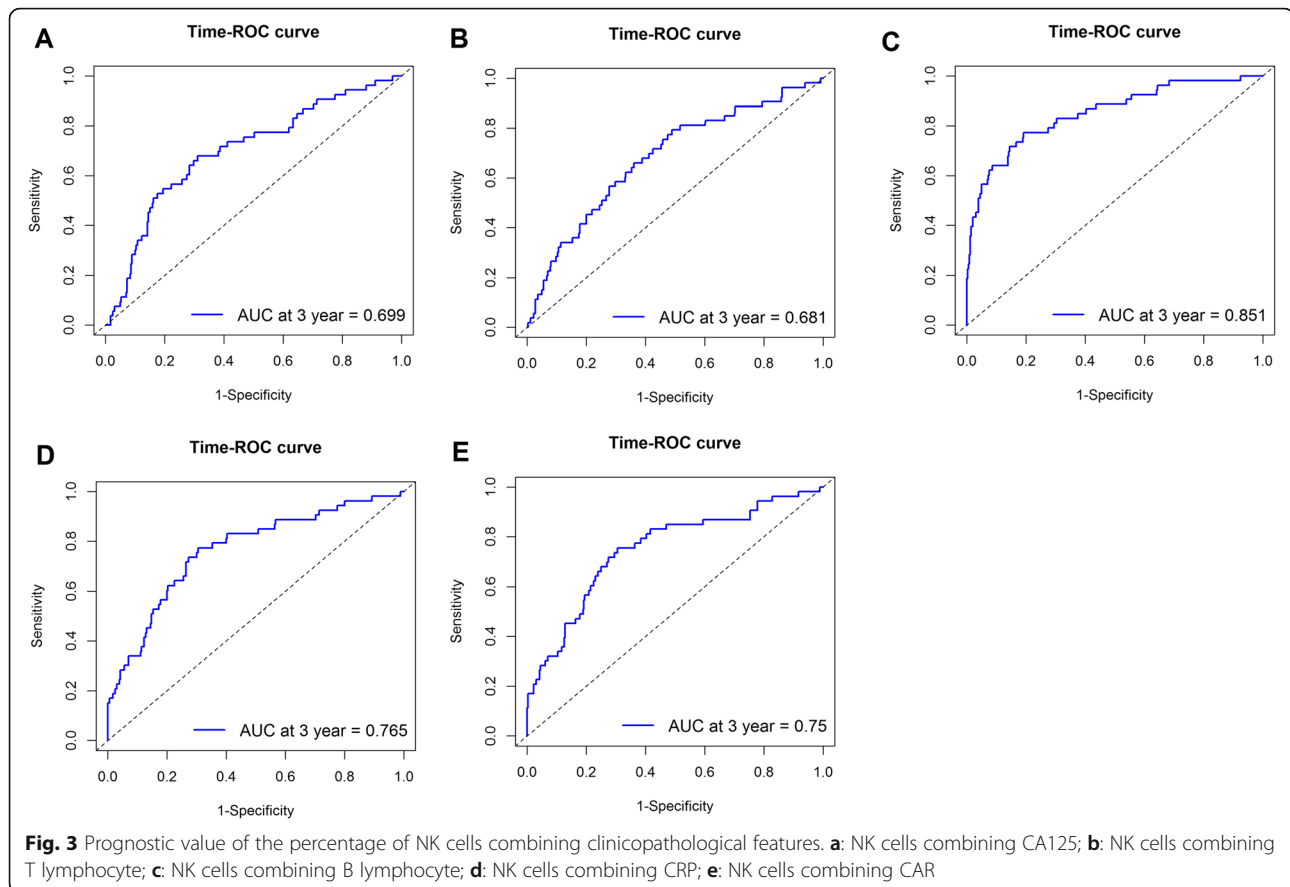 A
Time-ROC curve
Sensitivity
0.0 0.2 0.4 0.6 0.8 1.0
AUC at 3 year = 0.699
0.0 0.2 0.4 0.6 0.8 1.0
1-Specificity
B
Time-ROC curve
Sensitivity
0.0 0.2 0.4 0.6 0.8 1.0
AUC at 3 year = 0.681
0.0 0.2 0.4 0.6 0.8 1.0
1-Specificity
C
Time-ROC curve
Sensitivity
0.0 0.2 0.4 0.6 0.8 1.0
AUC at 3 year = 0.851
0.0 0.2 0.4 0.6 0.8 1.0
1-Specificity
D
Time-ROC curve
Sensitivity
0.0 0.2 0.4 0.6 0.8 1.0
AUC at 3 year = 0.765
0.0 0.2 0.4 0.6 0.8 1.0
1-Specificity
E
Time-ROC curve
Sensitivity
0.0 0.2 0.4 0.6 0.8 1.0
AUC at 3 year = 0.75
0.0 0.2 0.4 0.6 0.8 1.0
1-Specificity
Fig. 3 Prognostic value of the percentage of NK cells combining clinicopathological features. a: NK cells combining CA125; b: NK cells combining
T lymphocyte; c: NK cells combining B lymphocyte; d: NK cells combining CRP; e: NK cells combining CAR